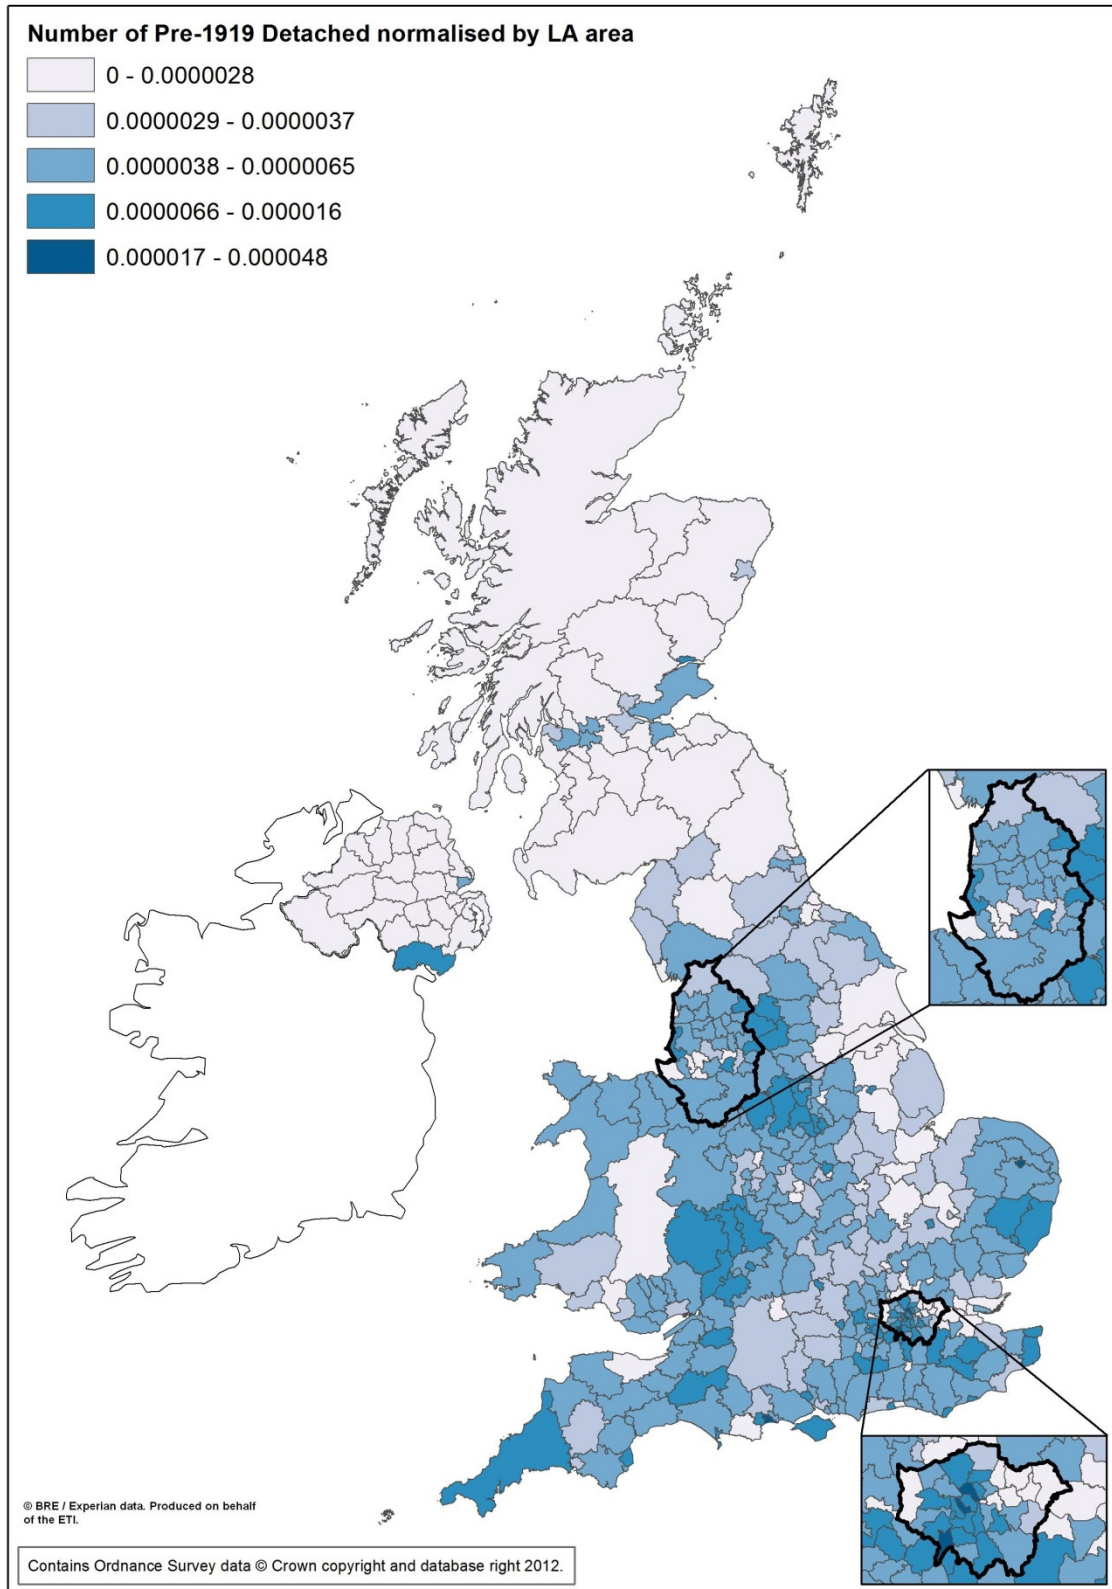 Number of Pre-1919 Detached normalised by LA area
0 - 0.0000028
0.0000029 - 0.0000037
0.0000038 - 0.0000065
0.0000066 - 0.000016
0.000017 - 0.000048
© BRE / Experian data. Produced on behalf
of the ETI.
Contains Ordnance Survey data © Crown copyright and database right 2012.